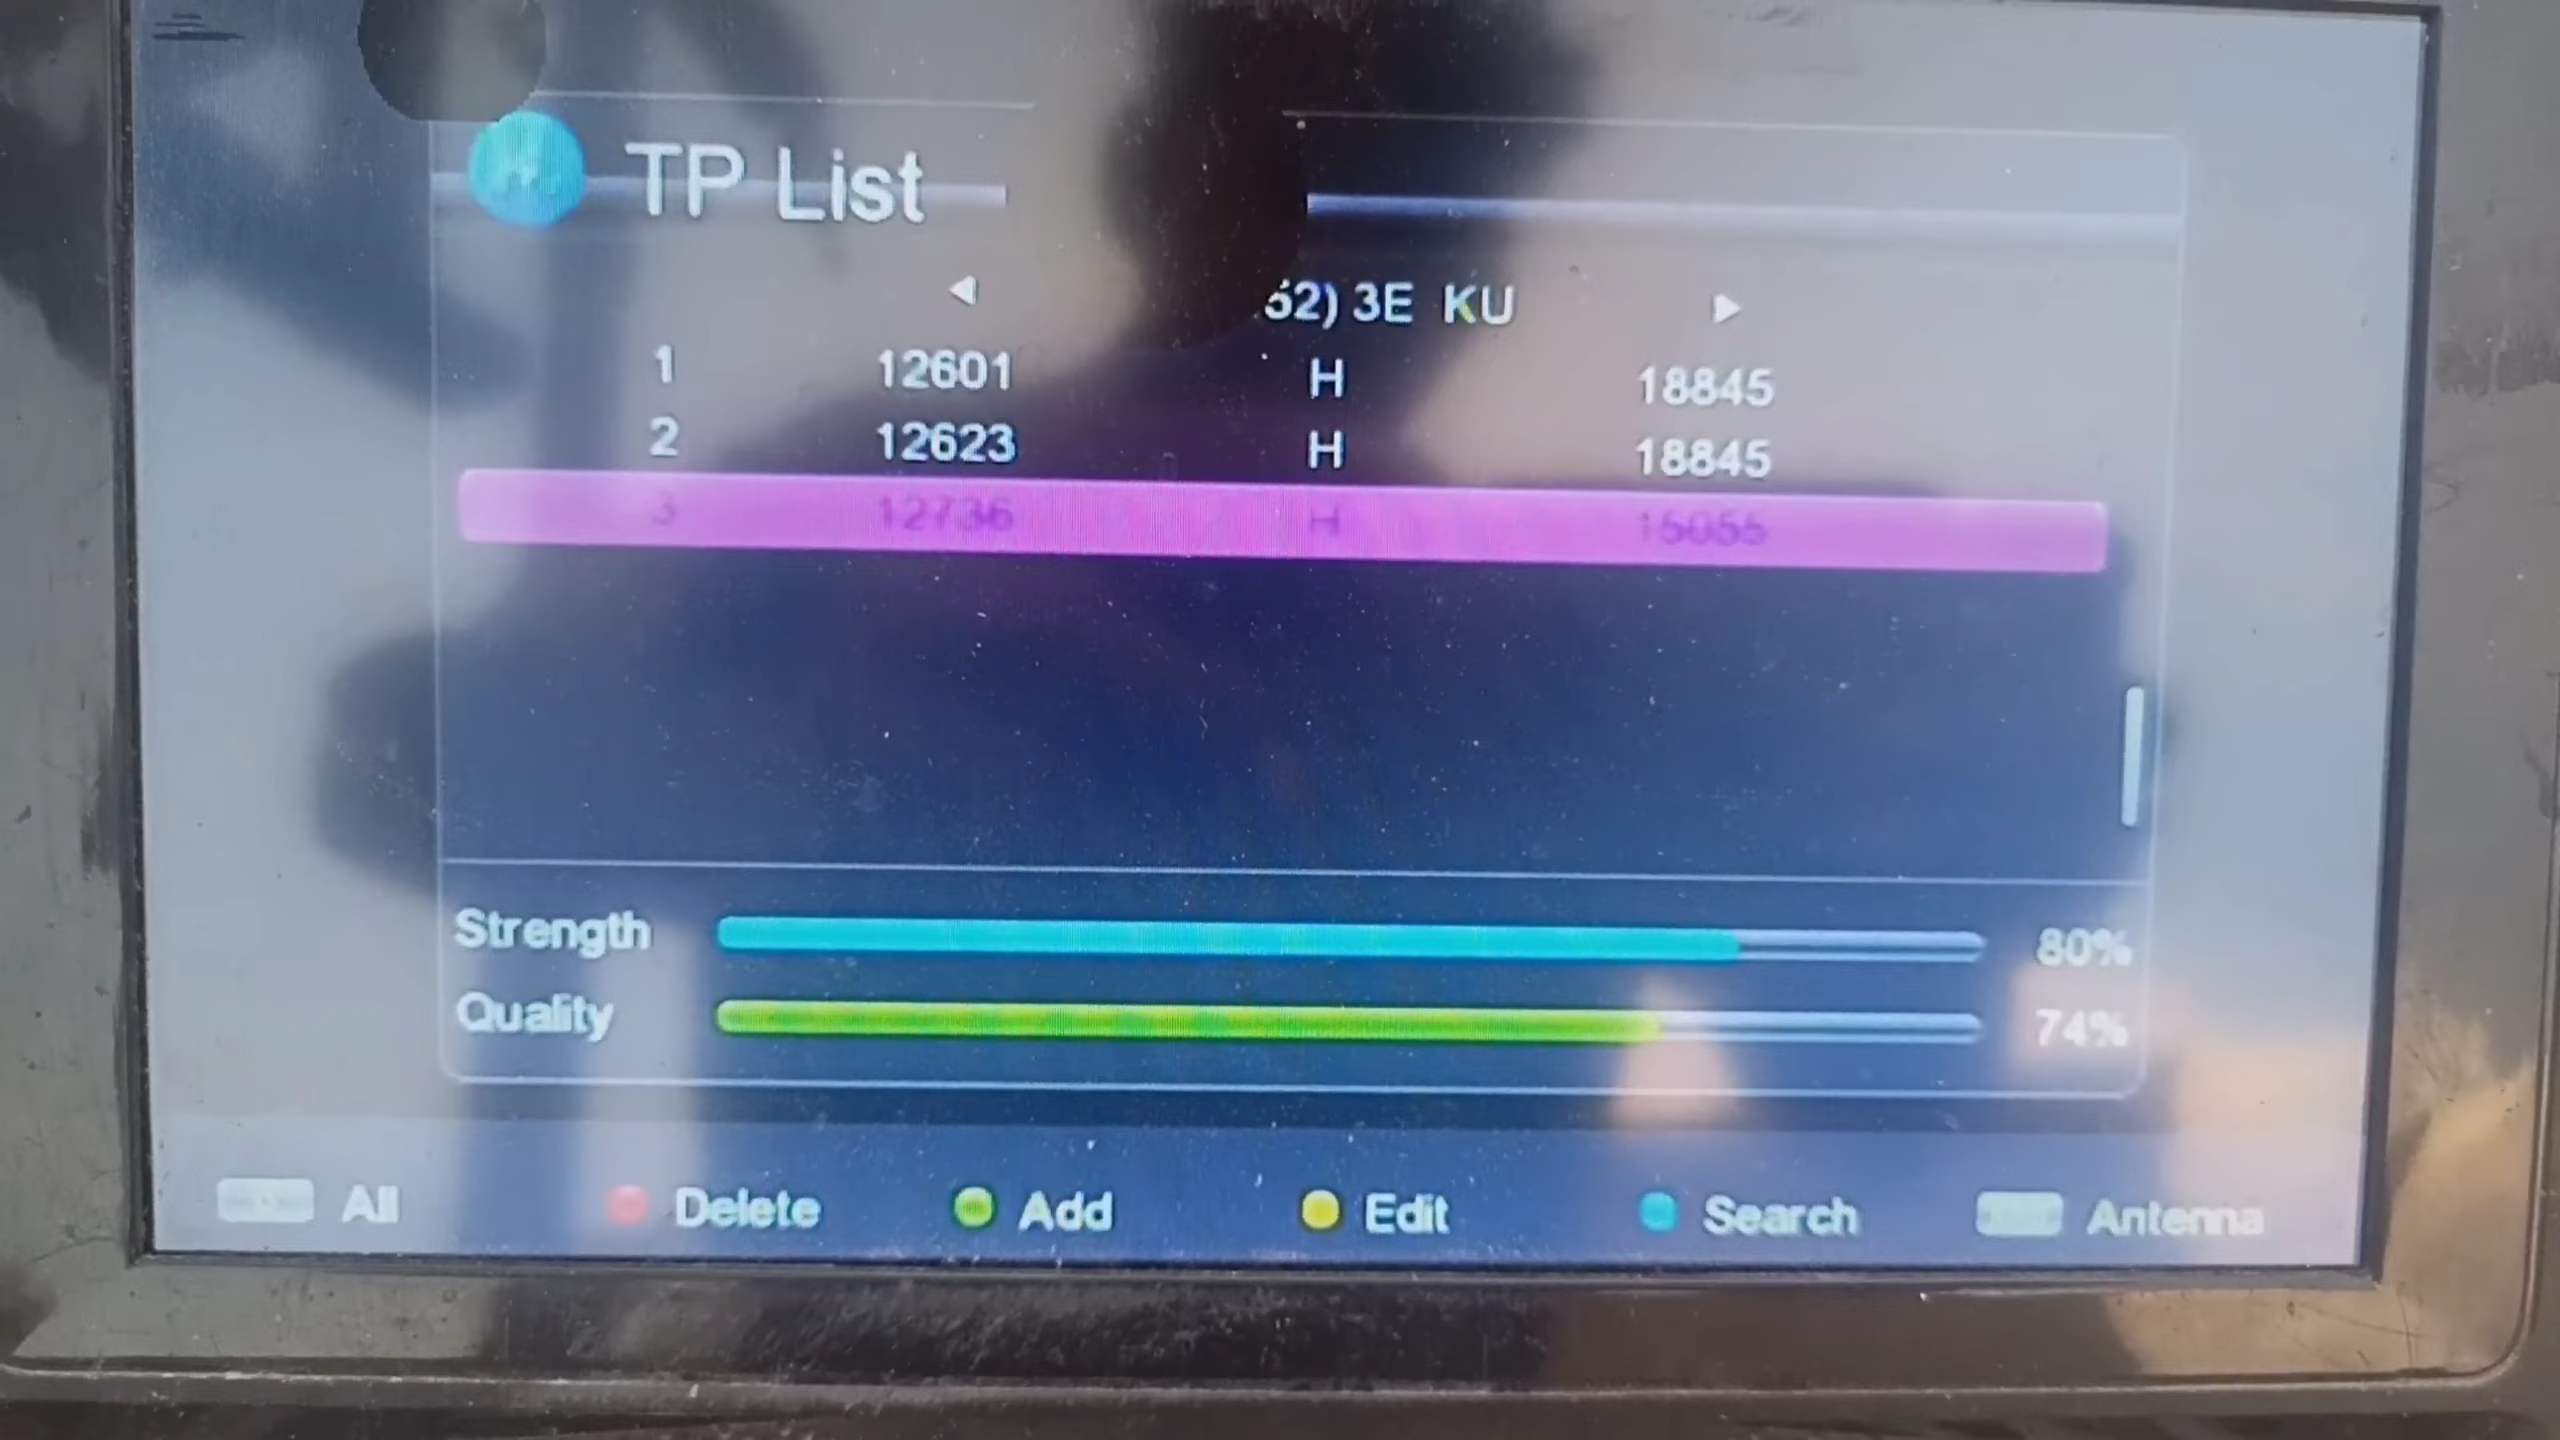 TP List
52) 3E KU
1 12601 H 18845
2 12623 H 18845
3 12736 H 15055
Strength 80%
Quality 74%
All Delete Add Edit Search Antenna